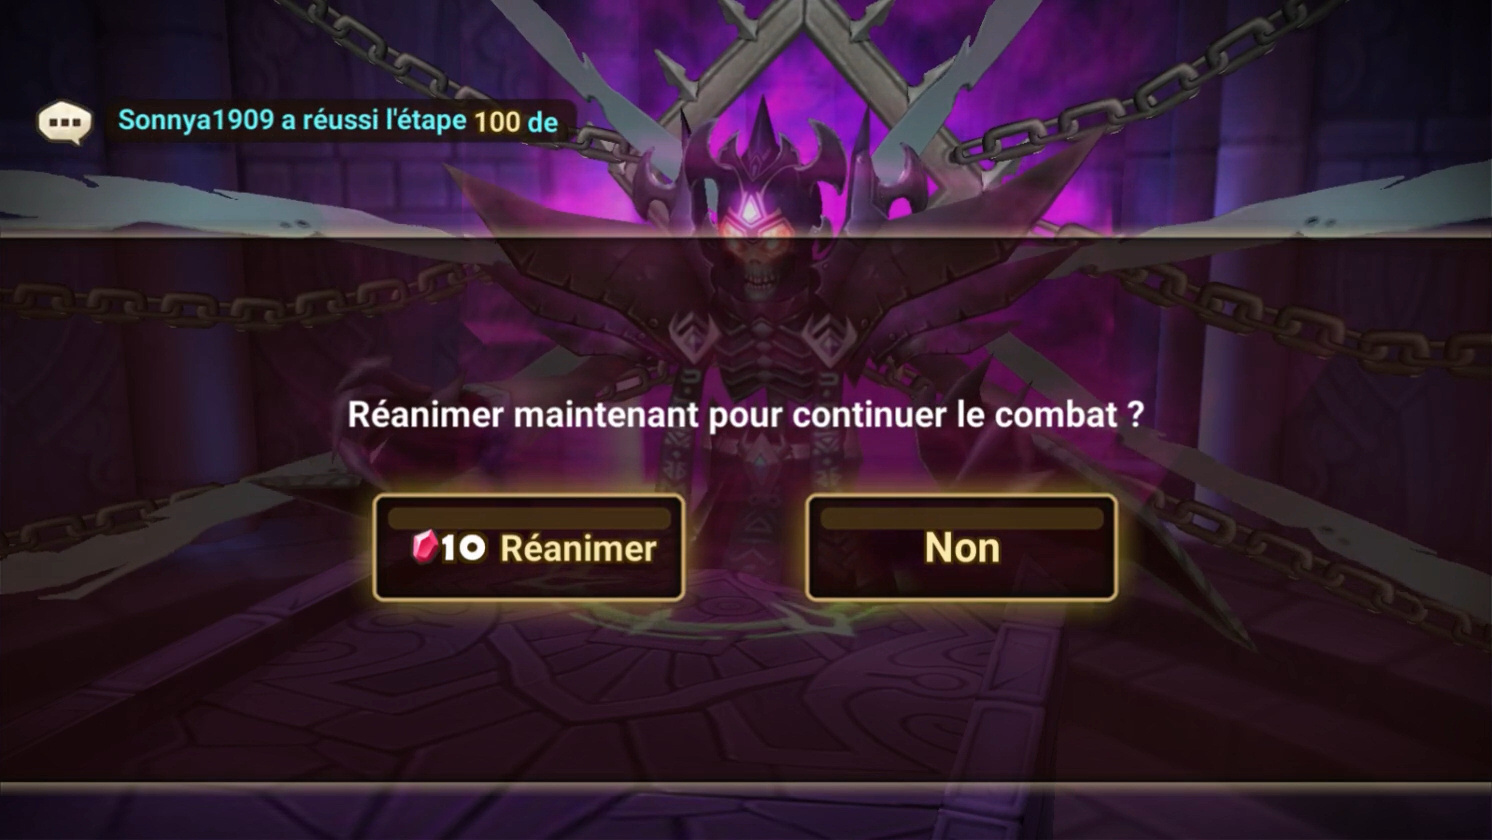 Sonnya1909 a réussi l'étape 100 de
Réanimer maintenant pour continuer le combat ?
10 Réanimer
Non